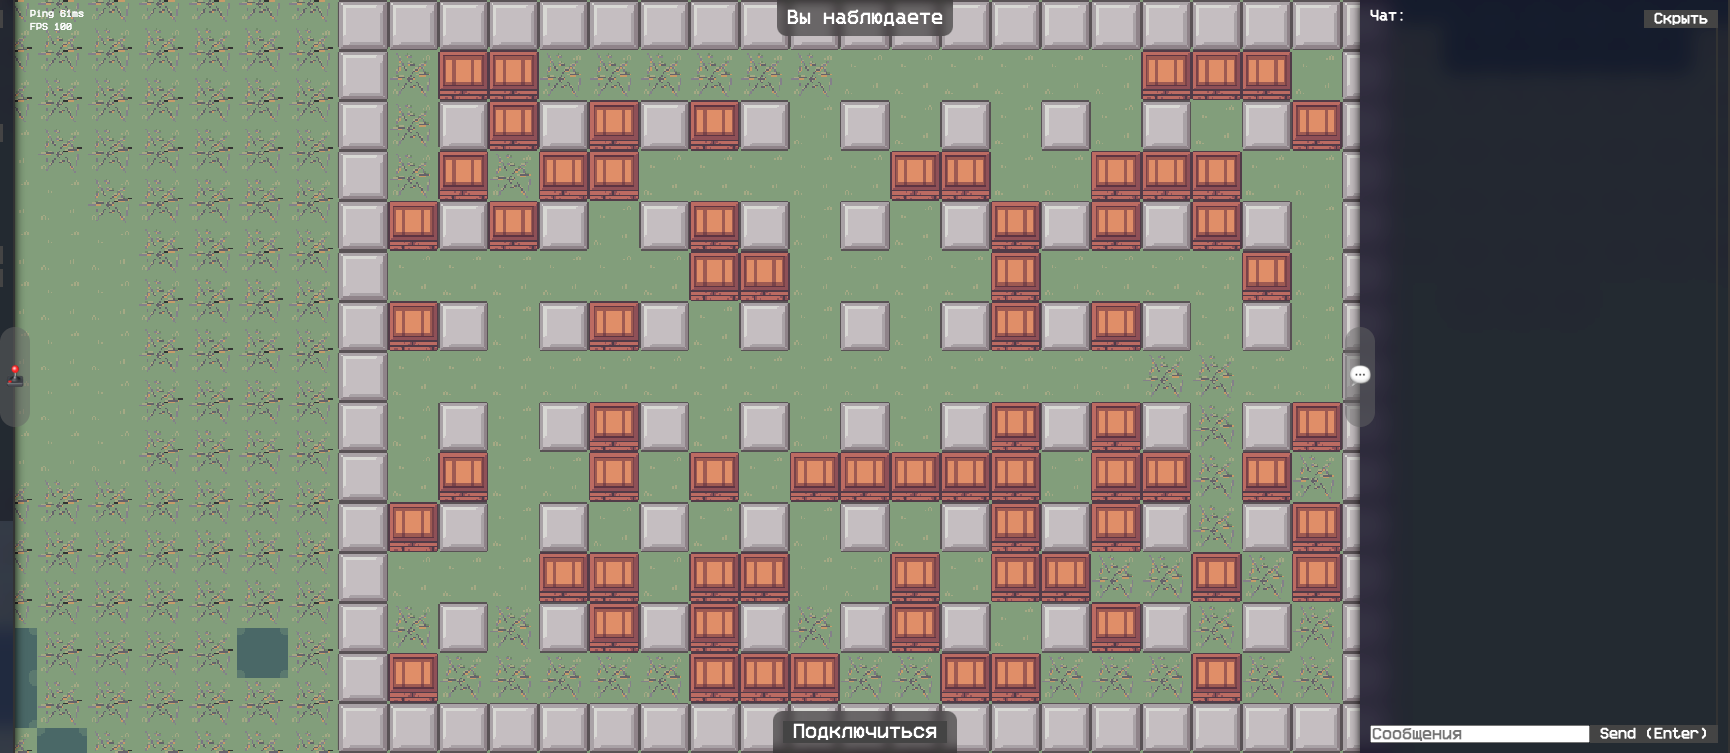 Ping 61ms
FPS 100
Вы наблюдаете
Чат:
Скрыть
Подключиться
Сообщения
Send (Enter)